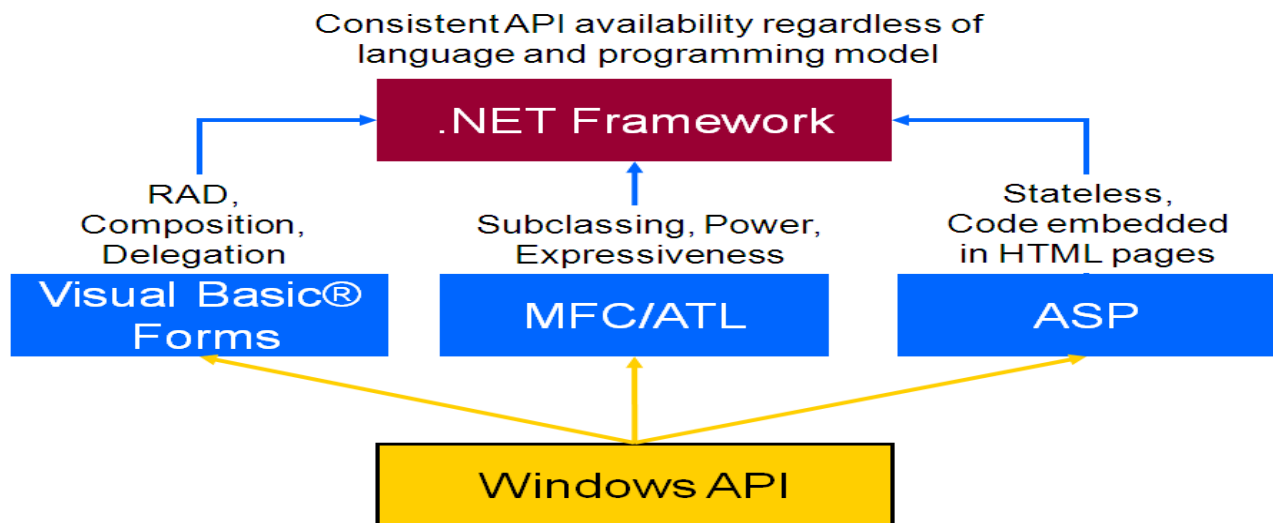 Consistent API availability regardless of
language and programming model
.NET Framework
RAD,
Composition,
Delegation
Subclassing, Power,
Expressiveness
Stateless,
Code embedded
in HTML pages
Visual Basic®
Forms
MFC/ATL
ASP
Windows API